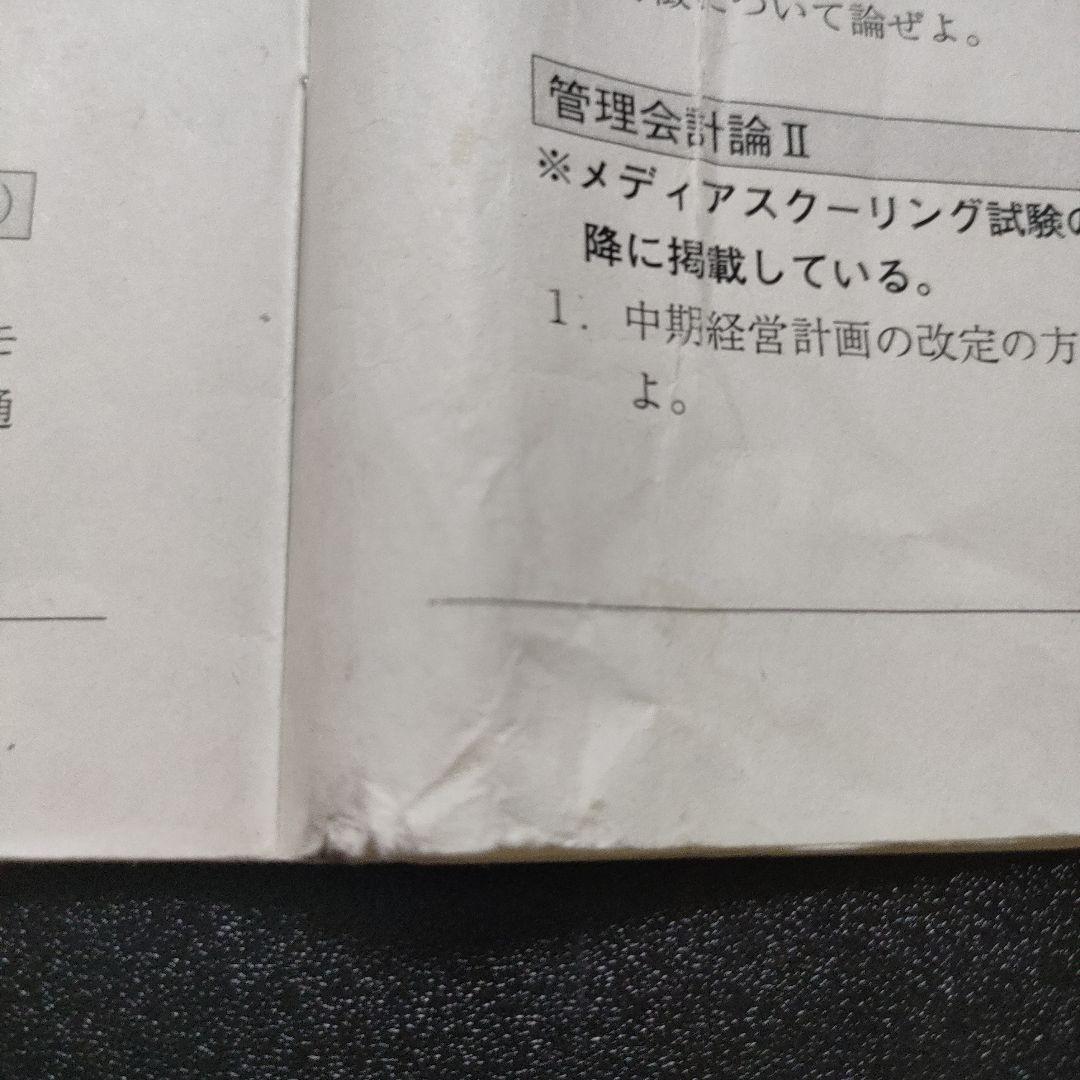 について論ぜよ。
管理会計論Ⅱ
※メディアスクーリング試験の
降に掲載している。
1. 中期経営計画の改定の方
よ。